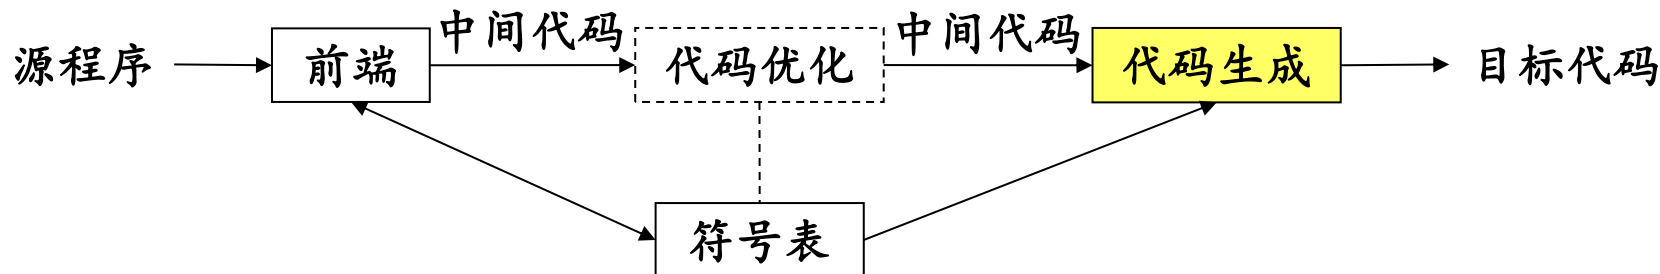 源程序
前端
中间代码
代码优化
中间代码
代码生成
目标代码
符号表